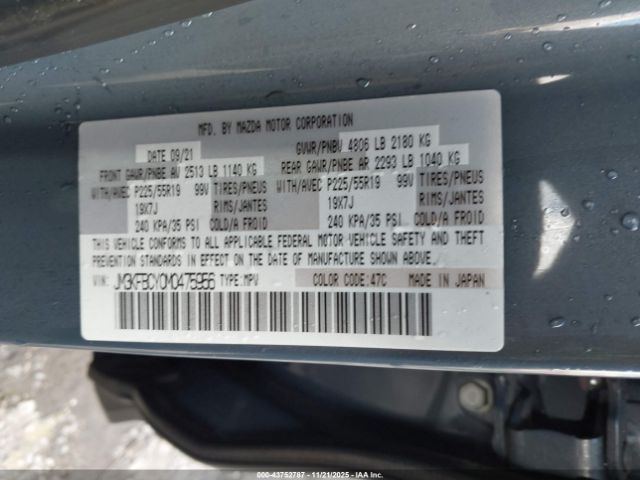 MFD. BY MAZDA MOTOR CORPORATION
DATE 09/21 GVWR/PNBV 4806 LB 2180 KG
FRONT GAWR/PNBE AV 2513 LB 1140 KG REAR GAWR/PNBE AR 2293 LB 1040 KG
WITH/AVEC P225/55R19 99V TIRES/PNEUS WITH/AVEC P225/55R19 99V TIRES/PNEUS
19X7J RIMS/JANTES 19X7J RIMS/JANTES
240 KPA/35 PSI COLD/A FROID 240 KPA/35 PSI COLD/A FROID
THIS VEHICLE CONFORMS TO ALL APPLICABLE FEDERAL MOTOR VEHICLE SAFETY AND THEFT
PREVENTION STANDARDS IN EFFECT ON THE DATE OF MANUFACTURE SHOWN ABOVE.
VIN: JM3KFBCY0M0475956 TYPE: MPV COLOR CODE: 47C MADE IN JAPAN
000-43752787 - 11/21/2025 - IAA, Inc.